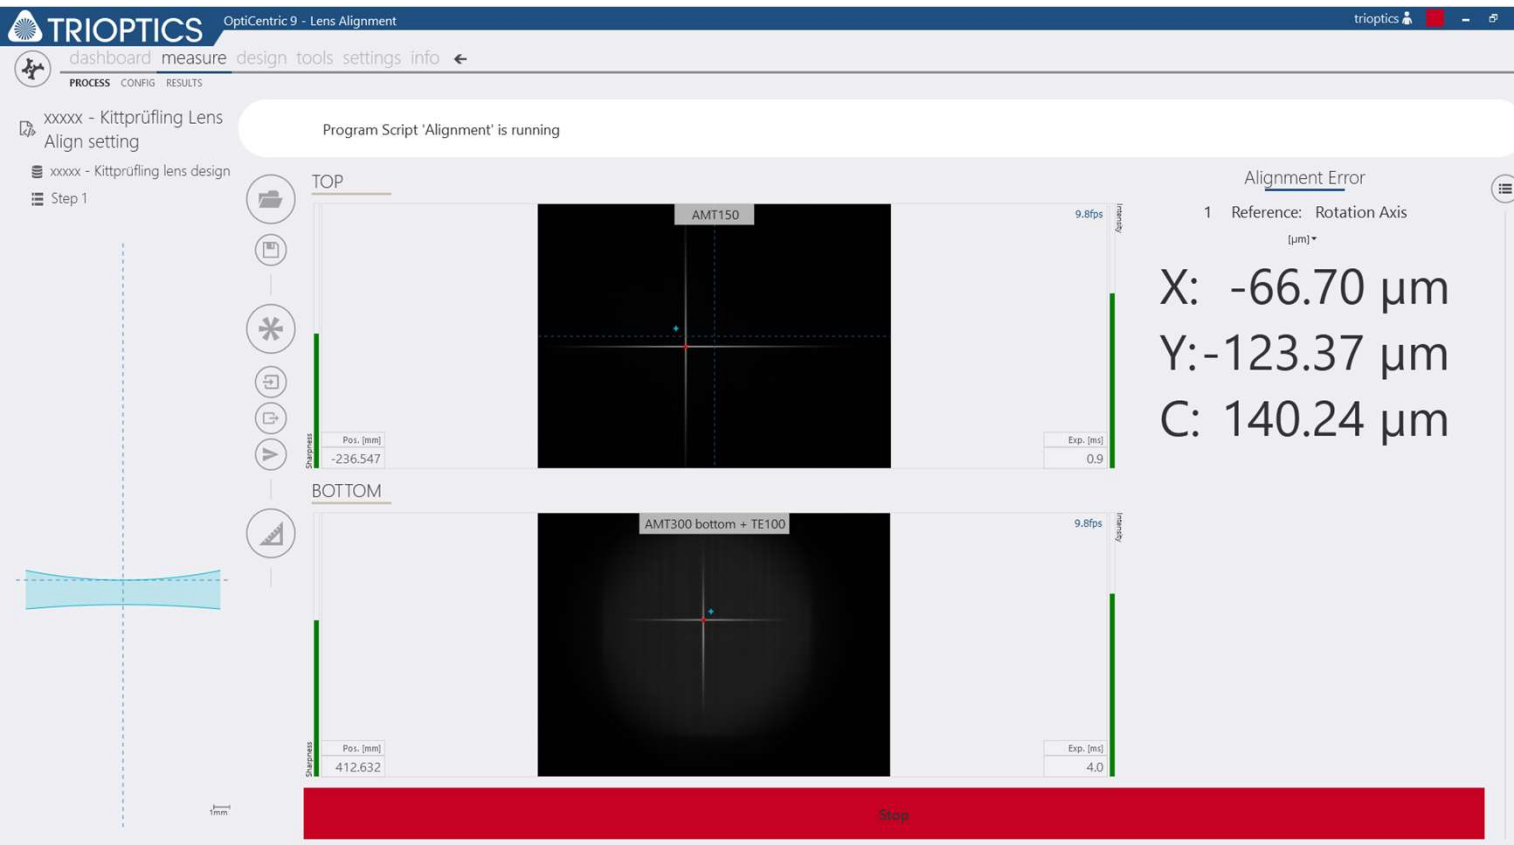 TRIOPTICS
OptiCentric 9 - Lens Alignment
trioptics
dashboard measure design tools settings info
PROCESS CONFIG RESULTS
xxxxx - Kittprüfling Lens
Align setting
xxxxx - Kittprüfling lens design
Step 1
1mm
Program Script 'Alignment' is running
TOP
AMT150
9.8fps
Intensity
Sharpness
Pos. [mm]
-236.547
Exp. [ms]
0.9
BOTTOM
AMT300 bottom + TE100
9.8fps
Intensity
Sharpness
Pos. [mm]
412.632
Exp. [ms]
4.0
Stop
Alignment Error
1 Reference: Rotation Axis
[µm]
X: -66.70 µm
Y:-123.37 µm
C: 140.24 µm